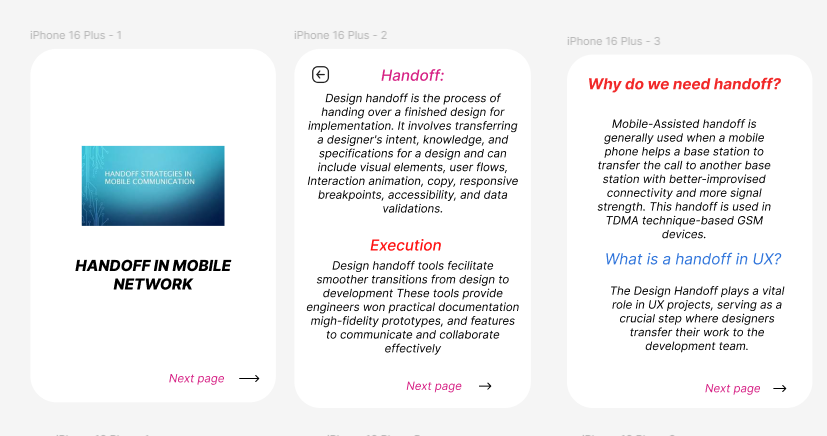 iPhone 16 Plus - 1
HANDOFF STRATEGIES IN
MOBILE COMMUNICATION
HANDOFF IN MOBILE
NETWORK
Next page
iPhone 16 Plus - 2
Handoff:
Design handoff is the process of
handing over a finished design for
implementation. It involves transferring
a designer's intent, knowledge, and
specifications for a design and can
include visual elements, user flows,
Interaction animation, copy, responsive
breakpoints, accessibility, and data
validations.
Execution
Design handoff tools fecilitate
smoother transitions from design to
development These tools provide
engineers won practical documentation
migh-fidelity prototypes, and features
to communicate and collaborate
effectively
Next page
iPhone 16 Plus - 3
Why do we need handoff?
Mobile-Assisted handoff is
generally used when a mobile
phone helps a base station to
transfer the call to another base
station with better-improvised
connectivity and more signal
strength. This handoff is used in
TDMA technique-based GSM
devices.
What is a handoff in UX?
The Design Handoff plays a vital
role in UX projects, serving as a
crucial step where designers
transfer their work to the
development team.
Next page